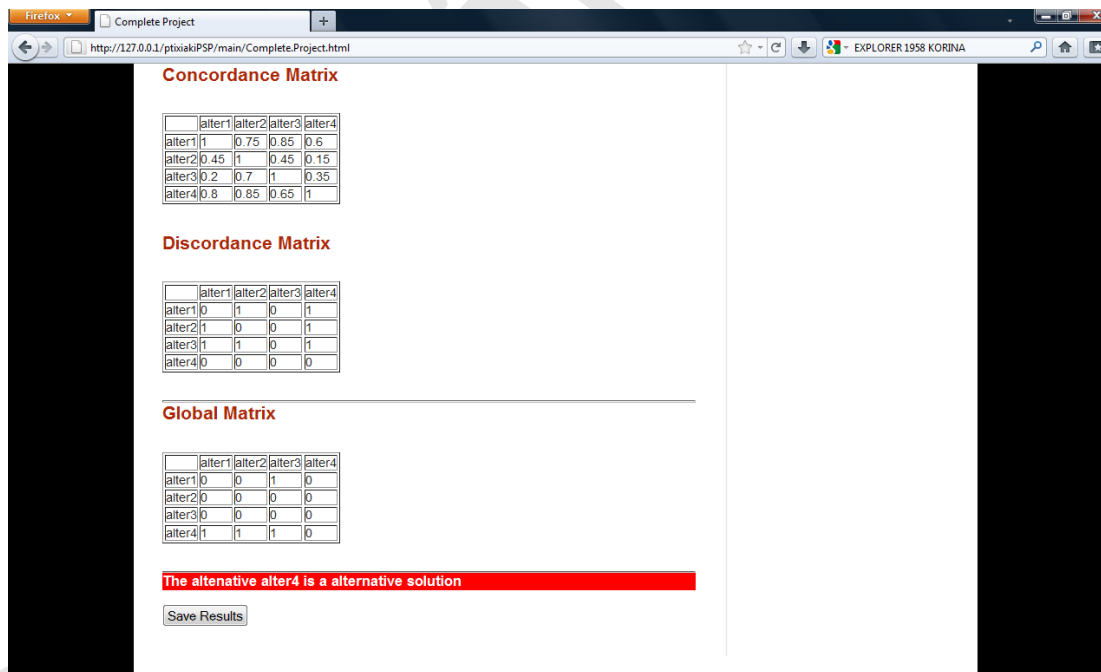 Firefox
Complete Project
+
http://127.0.0.1/ptixiakiPSP/main/Complete.Project.html
EXPLORER 1958 KORINA
Concordance Matrix
alter1 alter2 alter3 alter4
alter1 1 0.75 0.85 0.6
alter2 0.45 1 0.45 0.15
alter3 0.2 0.7 1 0.35
alter4 0.8 0.85 0.65 1
Discordance Matrix
alter1 alter2 alter3 alter4
alter1 0 1 0 1
alter2 1 0 0 1
alter3 1 1 0 1
alter4 0 0 0 0
Global Matrix
alter1 alter2 alter3 alter4
alter1 0 0 1 0
alter2 0 0 0 0
alter3 0 0 0 0
alter4 1 1 1 0
The altenative alter4 is a alternative solution
Save Results